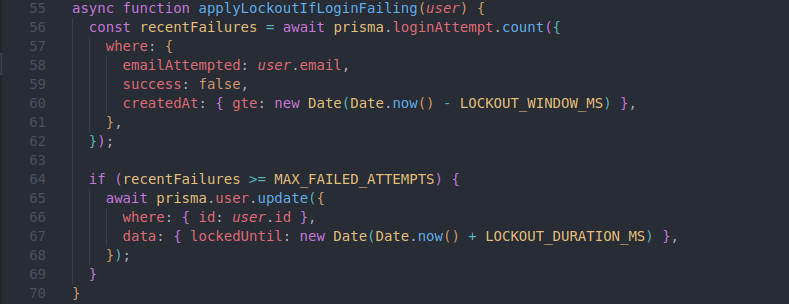 55 async function applyLockoutIfLoginFailing(user) {
56   const recentFailures = await prisma.loginAttempt.count({
57     where: {
58       emailAttempted: user.email,
59       success: false,
60       createdAt: { gte: new Date(Date.now() - LOCKOUT_WINDOW_MS) },
61     },
62   });
63
64   if (recentFailures >= MAX_FAILED_ATTEMPTS) {
65     await prisma.user.update({
66       where: { id: user.id },
67       data: { lockedUntil: new Date(Date.now() + LOCKOUT_DURATION_MS) },
68     });
69   }
70 }